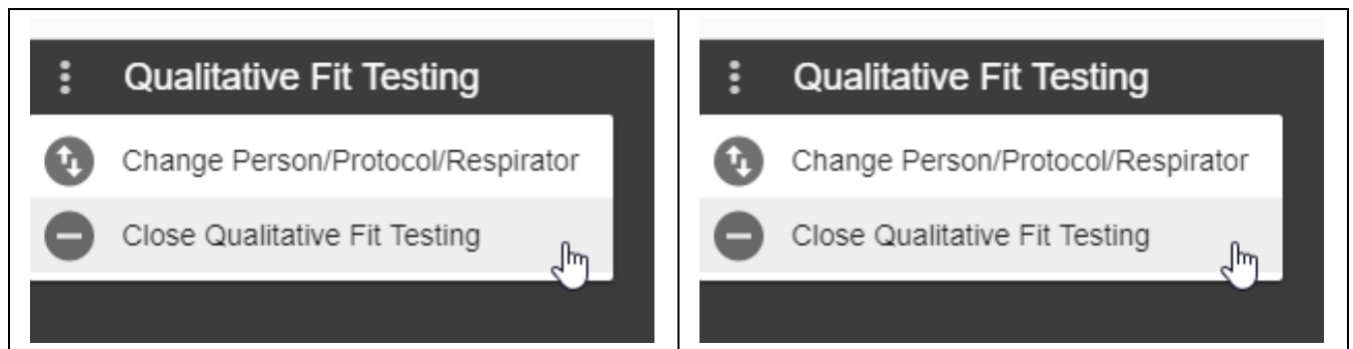 Qualitative Fit Testing
Change Person/Protocol/Respirator
Close Qualitative Fit Testing
Qualitative Fit Testing
Change Person/Protocol/Respirator
Close Qualitative Fit Testing